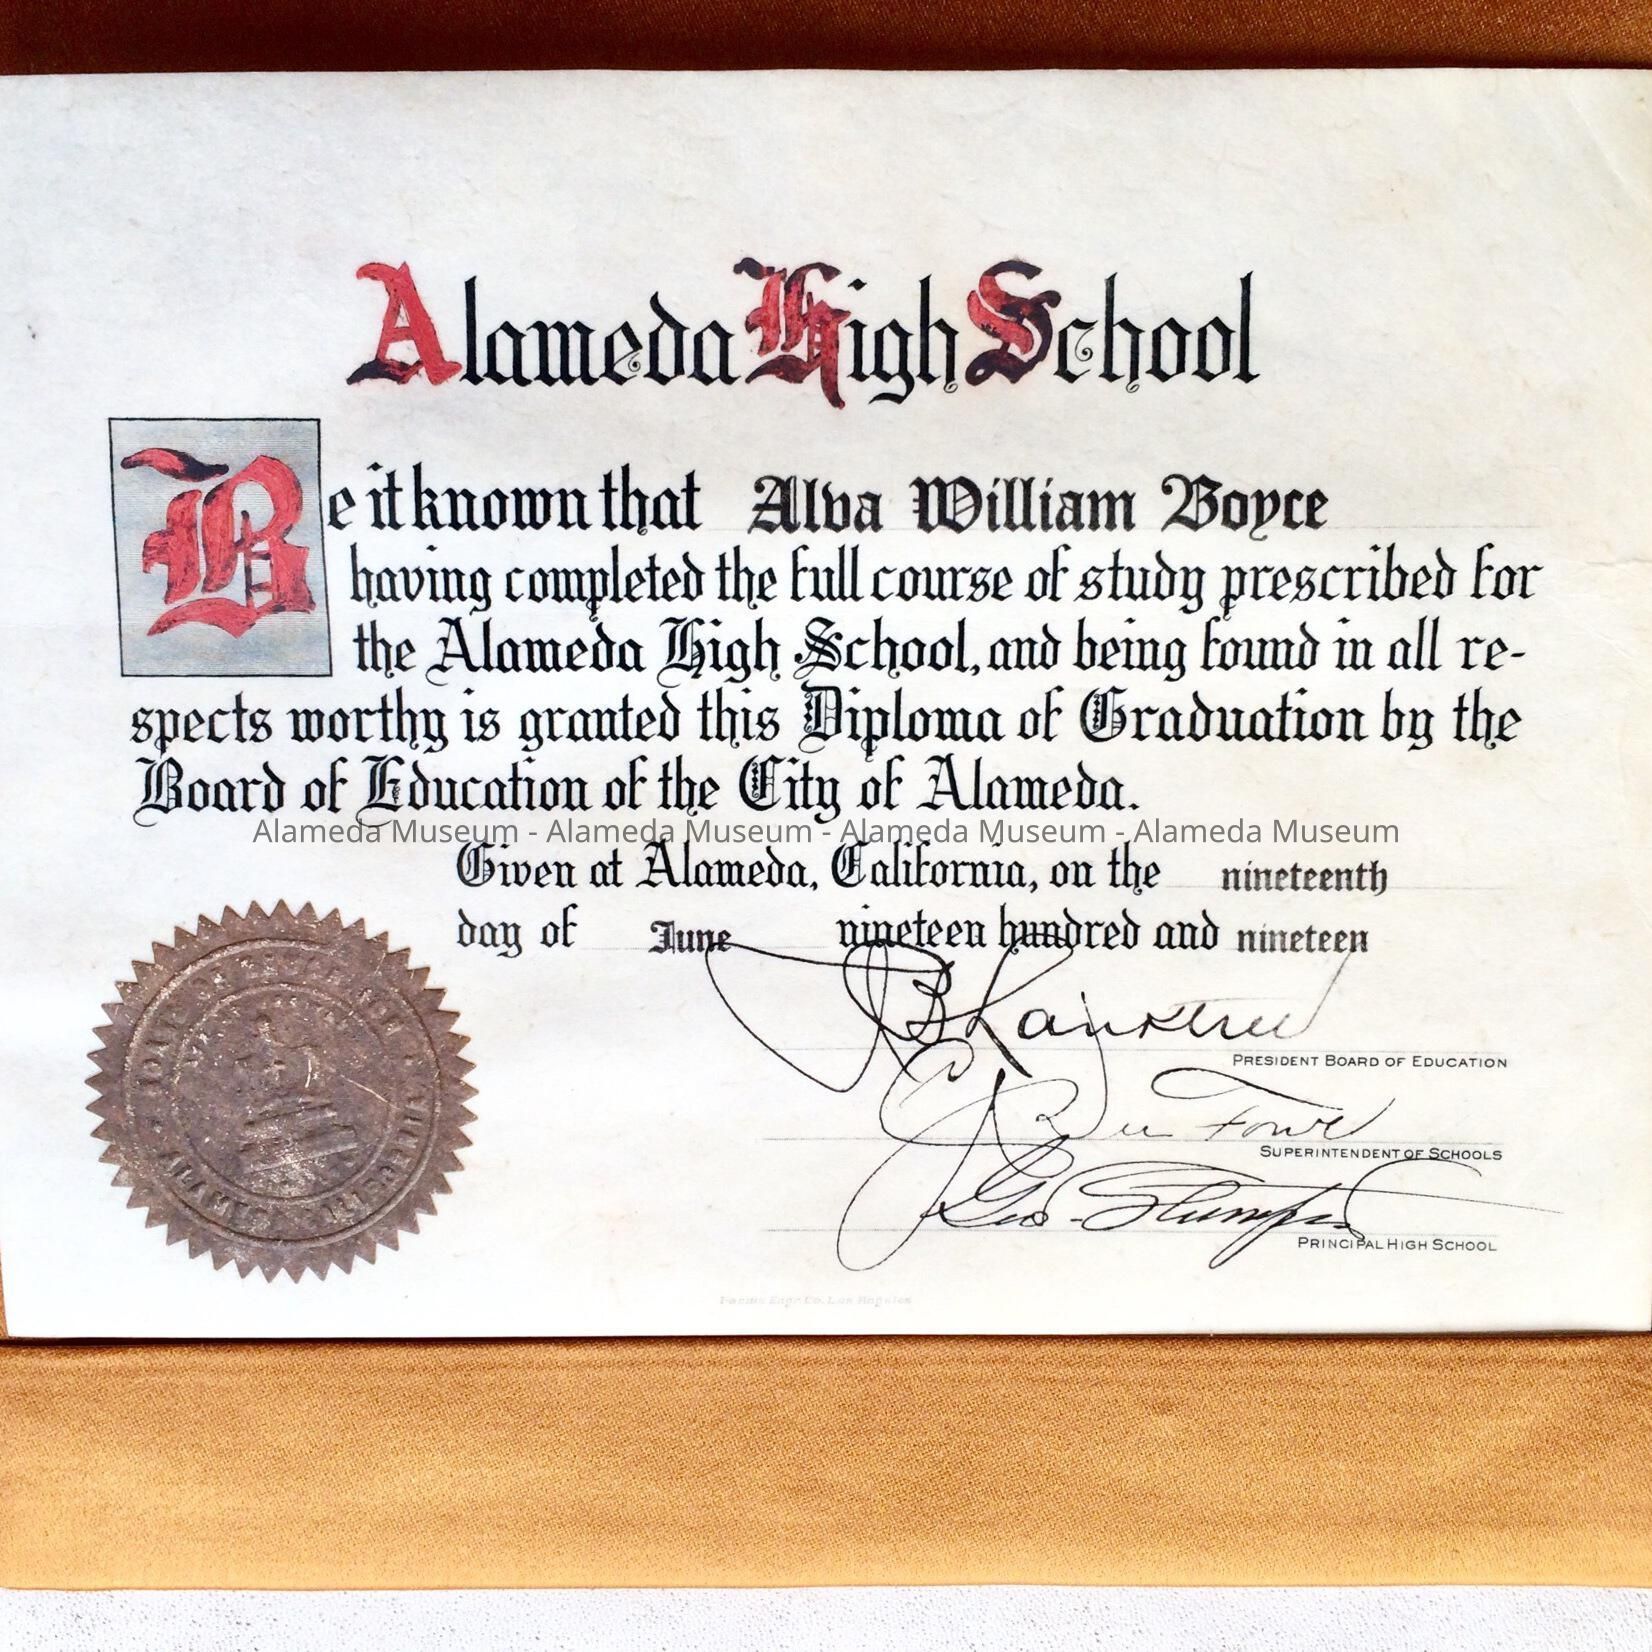 Alameda High School
Be it known that Alva William Boyce
having completed the full course of study prescribed for
the Alameda High School, and being found in all re-
spects worthy is granted this Diploma of Graduation by the
Board of Education of the City of Alameda.
Alameda Museum - Alameda Museum - Alameda Museum - Alameda Museum
Given at Alameda, California, on the nineteenth
day of June nineteen hundred and nineteen
PRESIDENT BOARD OF EDUCATION
SUPERINTENDENT OF SCHOOLS
Geo.
PRINCIPAL HIGH SCHOOL
Engr. Co. Los Angeles